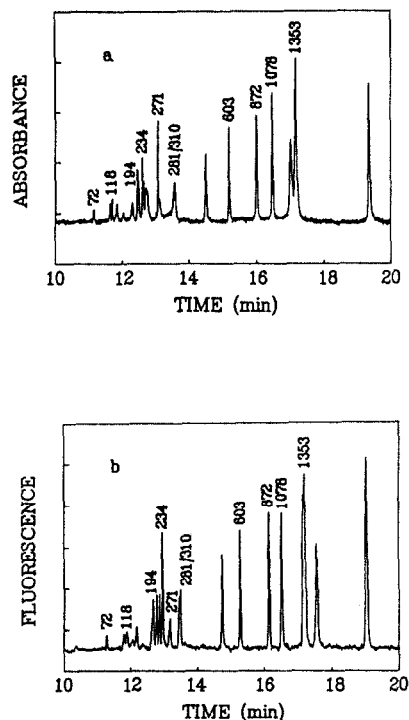 a
ABSORBANCE
72
118
194
234
271
281/310
603
872
1078
1353
10 12 14 16 18 20
TIME (min)
b
FLUORESCENCE
72
118
194
234
271
281/310
603
872
1078
1353
10 12 14 16 18 20
TIME (min)